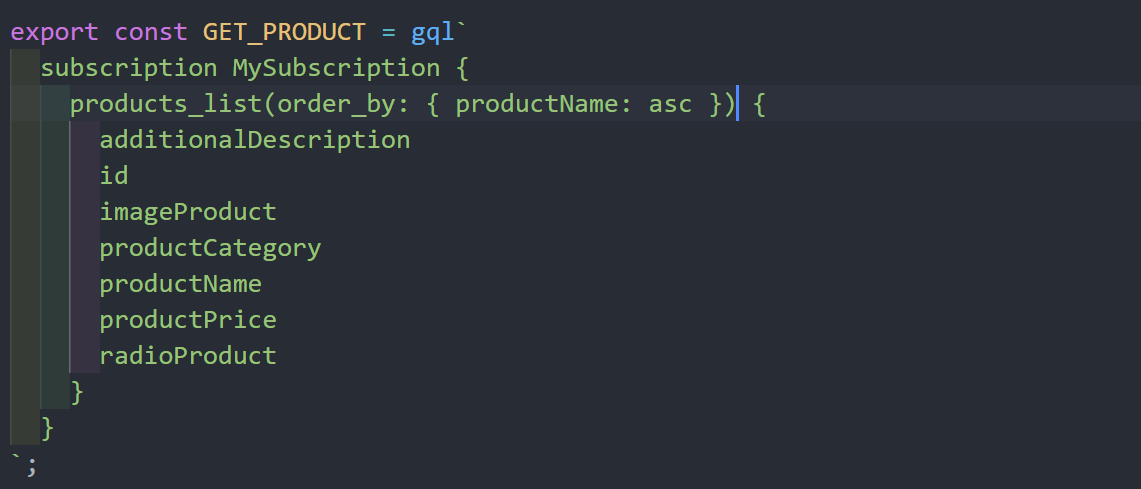 export const GET_PRODUCT = gql`
  subscription MySubscription {
    products_list(order_by: { productName: asc }) {
      additionalDescription
      id
      imageProduct
      productCategory
      productName
      productPrice
      radioProduct
    }
  }
`;